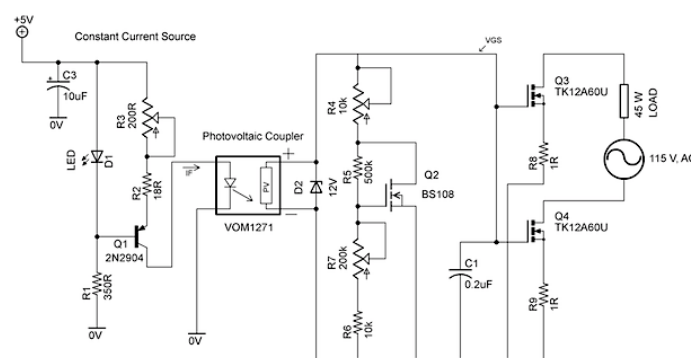 +5V
Constant Current Source
C3
10uF
0V
LED
D1
R3
200R
R2
18R
IF
Q1
2N2904
R1
350R
0V
Photovoltaic Coupler
+
PV
−
VOM1271
0V
D2
12V
R4
10k
R5
500k
Q2
BS108
R7
200k
R6
10k
VGS
C1
0.2uF
Q3
TK12A60U
R8
1R
Q4
TK12A60U
R9
1R
45 W
LOAD
115 V, AC